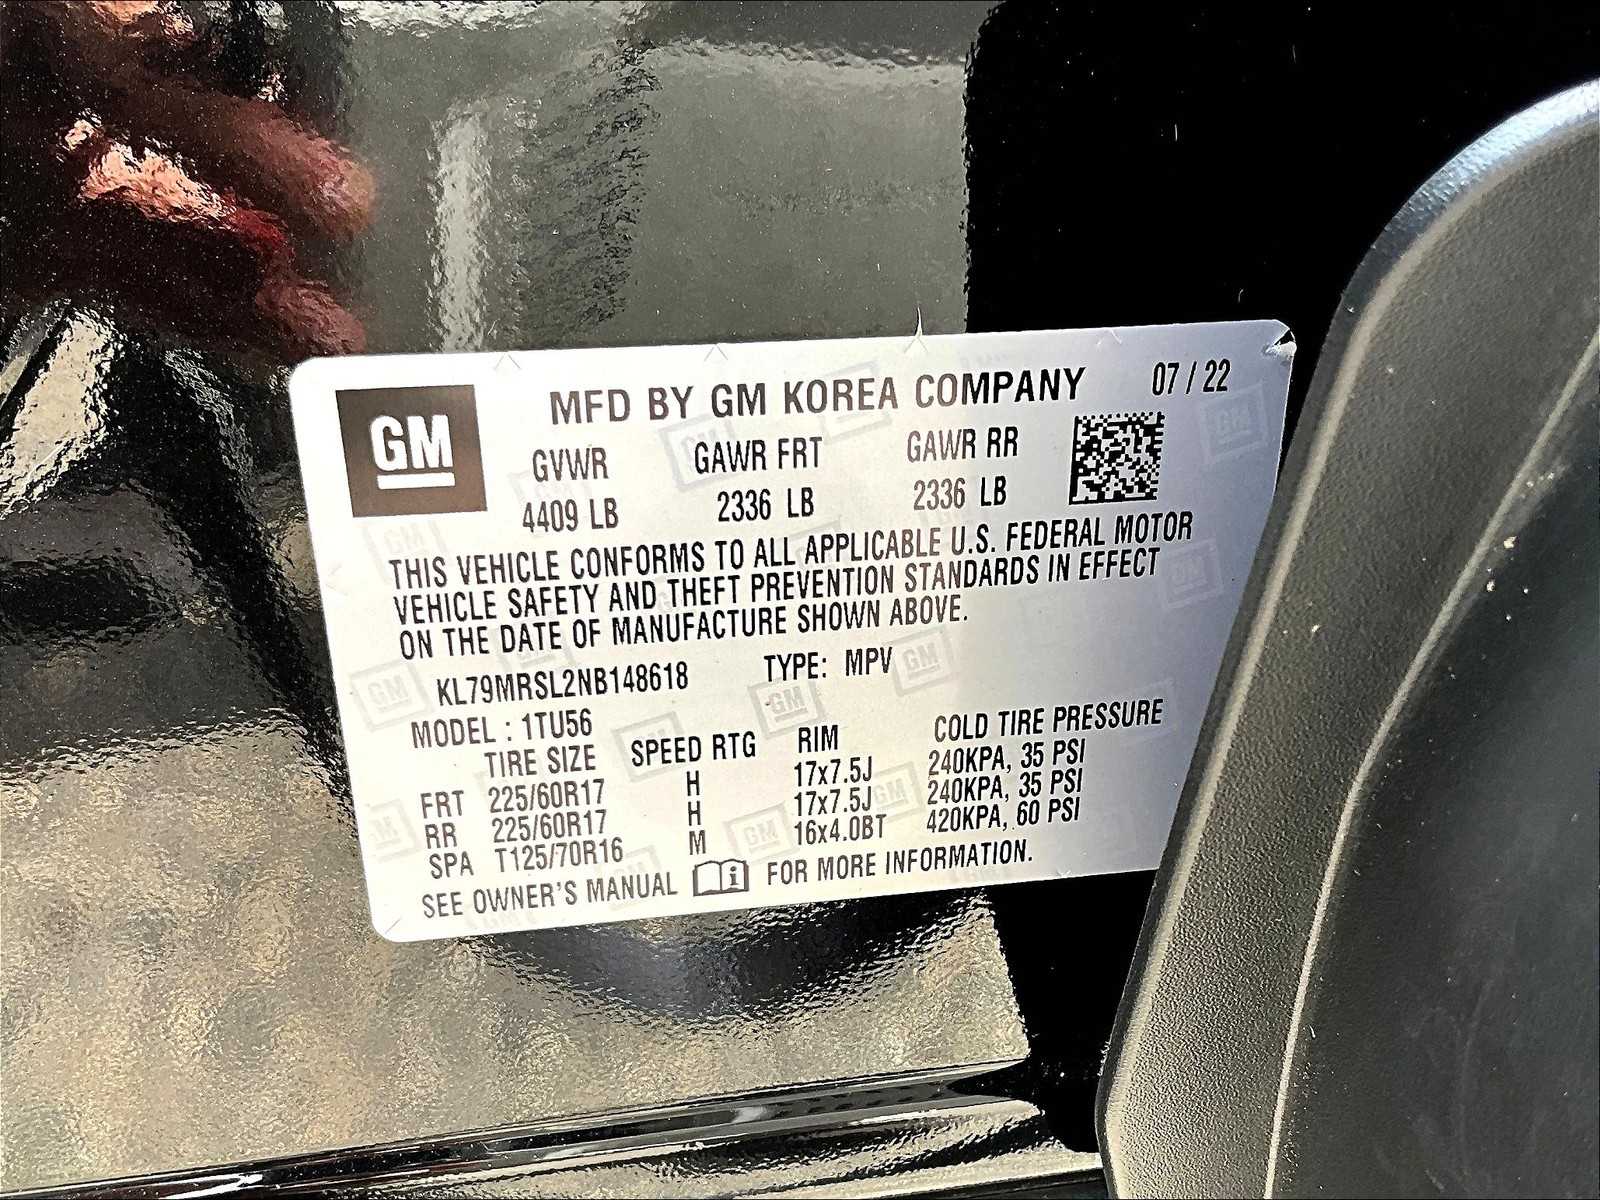 GM MFD BY GM KOREA COMPANY 07 / 22
GVWR GAWR FRT GAWR RR
4409 LB 2336 LB 2336 LB
THIS VEHICLE CONFORMS TO ALL APPLICABLE U.S. FEDERAL MOTOR
VEHICLE SAFETY AND THEFT PREVENTION STANDARDS IN EFFECT
ON THE DATE OF MANUFACTURE SHOWN ABOVE.
KL79MRSL2NB148618 TYPE: MPV
MODEL : 1TU56
TIRE SIZE SPEED RTG RIM COLD TIRE PRESSURE
FRT 225/60R17 H 17x7.5J 240KPA, 35 PSI
RR 225/60R17 H 17x7.5J 240KPA, 35 PSI
SPA T125/70R16 M 16x4.0BT 420KPA, 60 PSI
SEE OWNER'S MANUAL i FOR MORE INFORMATION.